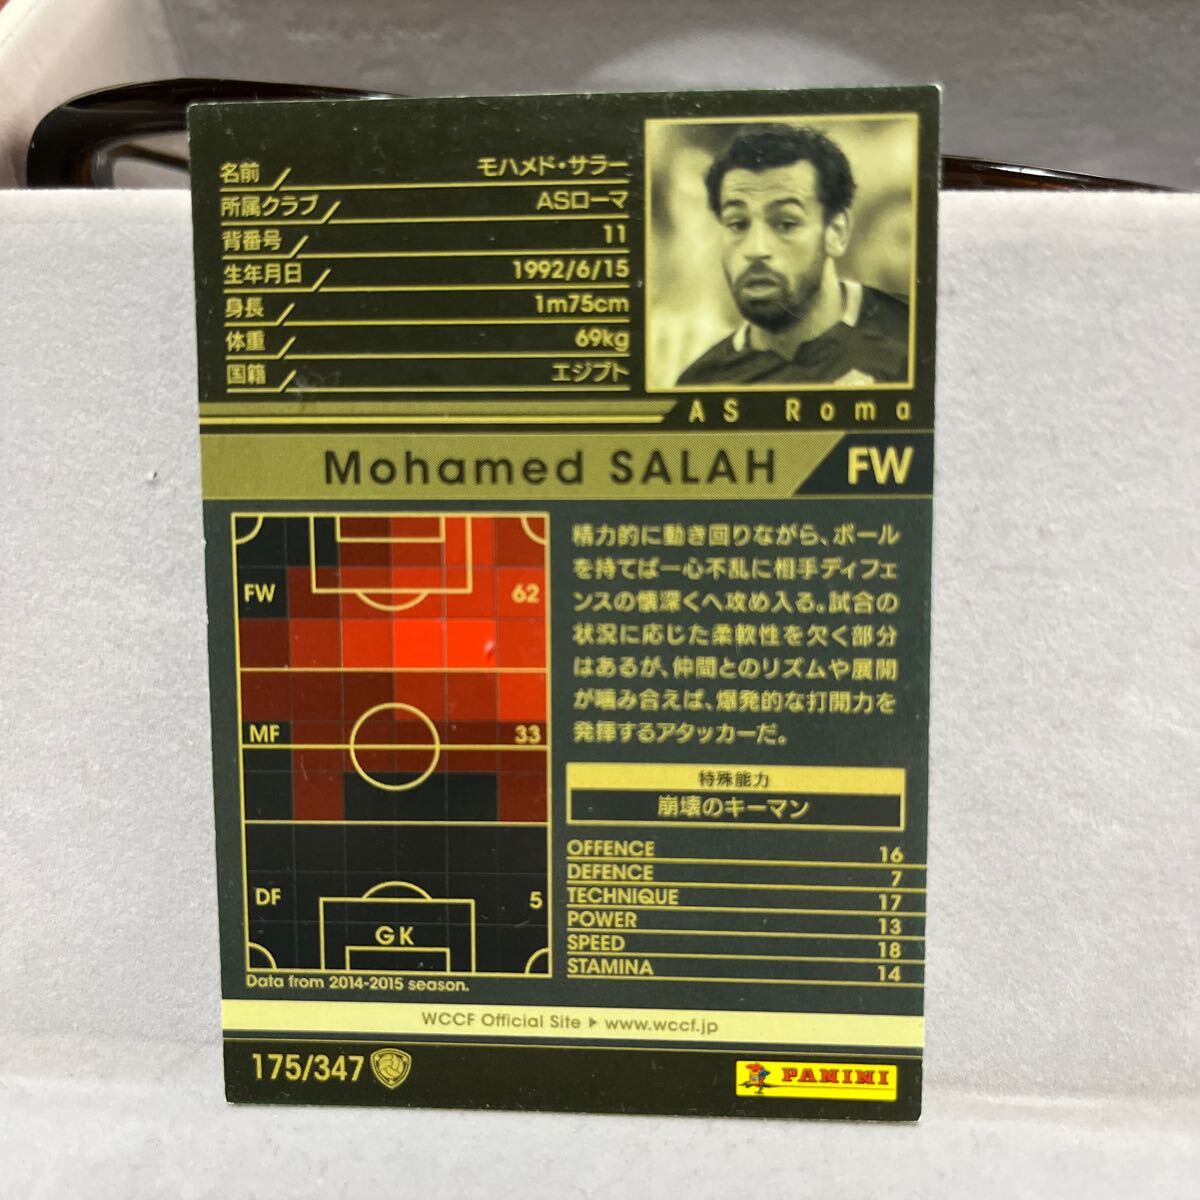 名前 モハメド・サラー
所属クラブ ASローマ
背番号 11
生年月日 1992/6/15
身長 1m75cm
体重 69kg
国籍 エジプト
AS Roma
Mohamed SALAH FW
FW 62
MF 33
DF 5
GK
Data from 2014-2015 season.
精力的に動き回りながら、ボール
を持てば一心不乱に相手ディフェ
ンスの懐深くへ攻め入る。試合の
状況に応じた柔軟性を欠く部分
はあるが、仲間とのリズムや展開
が噛み合えば、爆発的な打開力を
発揮するアタッカーだ。
特殊能力
崩壊のキーマン
OFFENCE 16
DEFENCE 7
TECHNIQUE 17
POWER 13
SPEED 18
STAMINA 14
WCCF Official Site ▶ www.wccf.jp
175/347
PANINI